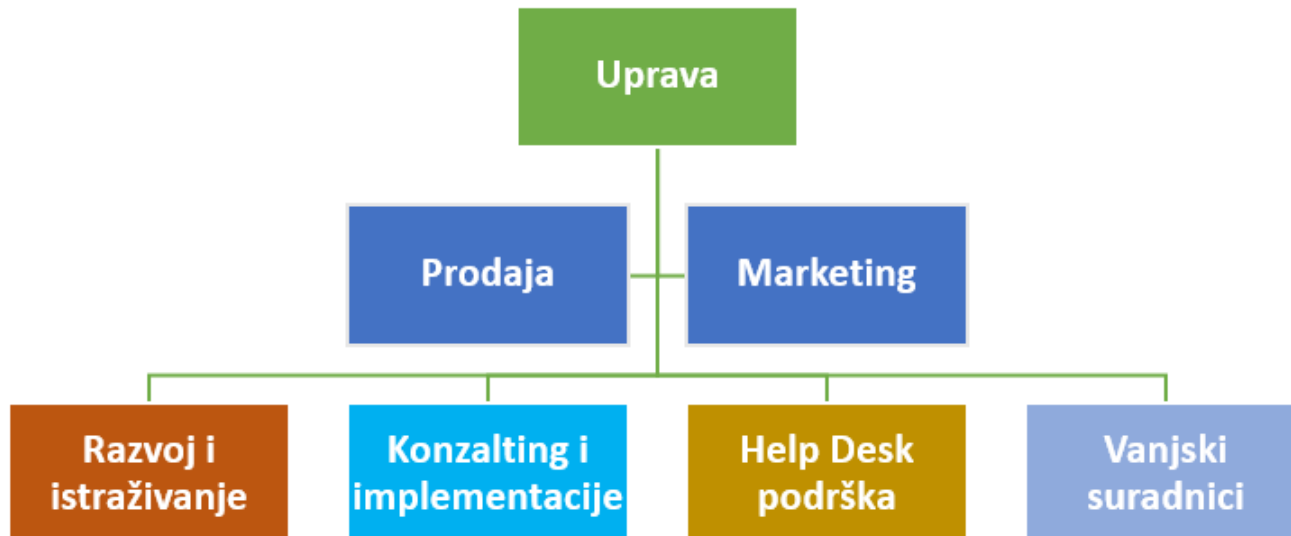 Uprava
Prodaja
Marketing
Razvoj i
istraživanje
Konzalting i
implementacije
Help Desk
podrška
Vanjski
suradnici